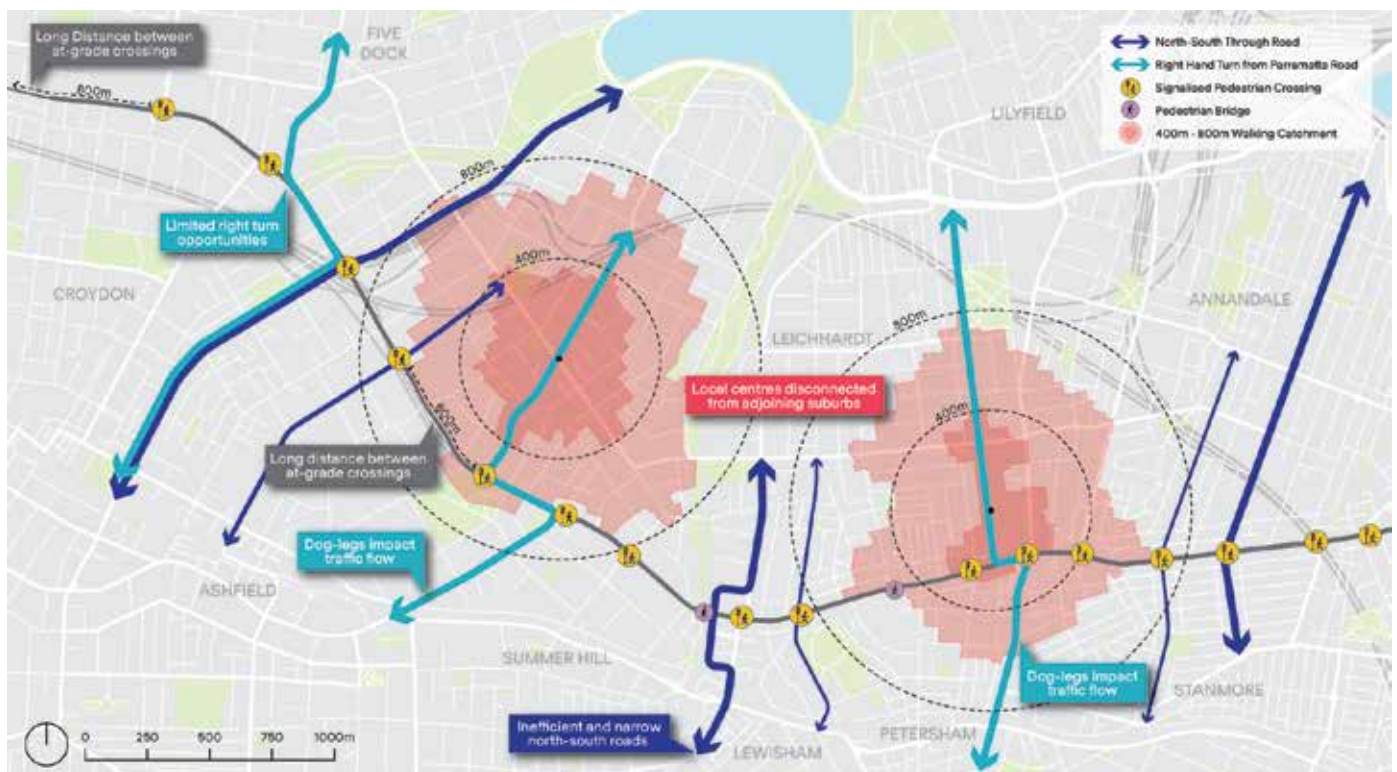 Long Distance between
at-grade crossings
FIVE
DOCK
North-South Through Road
Right Hand Turn from Parramatta Road
Signalised Pedestrian Crossing
Pedestrian Bridge
400m - 800m Walking Catchment
LILYFIELD
600m
800m
Limited right turn
opportunities
400m
CROYDON
ANNANDALE
LEICHHARDT
800m
Local centres disconnected
from adjoining suburbs
400m
600m
Long distance between
at-grade crossings
Dog-legs impact
traffic flow
ASHFIELD
SUMMER HILL
Dog-legs impact
traffic flow
STANMORE
Inefficient and narrow
north-south roads
LEWISHAM
PETERSHAM
0 250 500 750 1000m